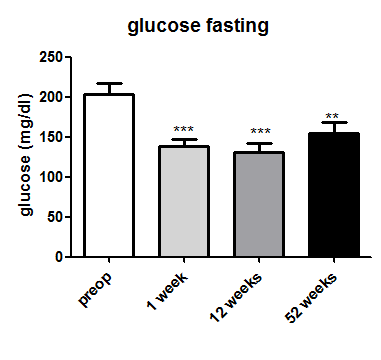 glucose fasting
glucose (mg/dl)
250
200
150
100
50
0
***
***
**
preop
1 week
12 weeks
52 weeks